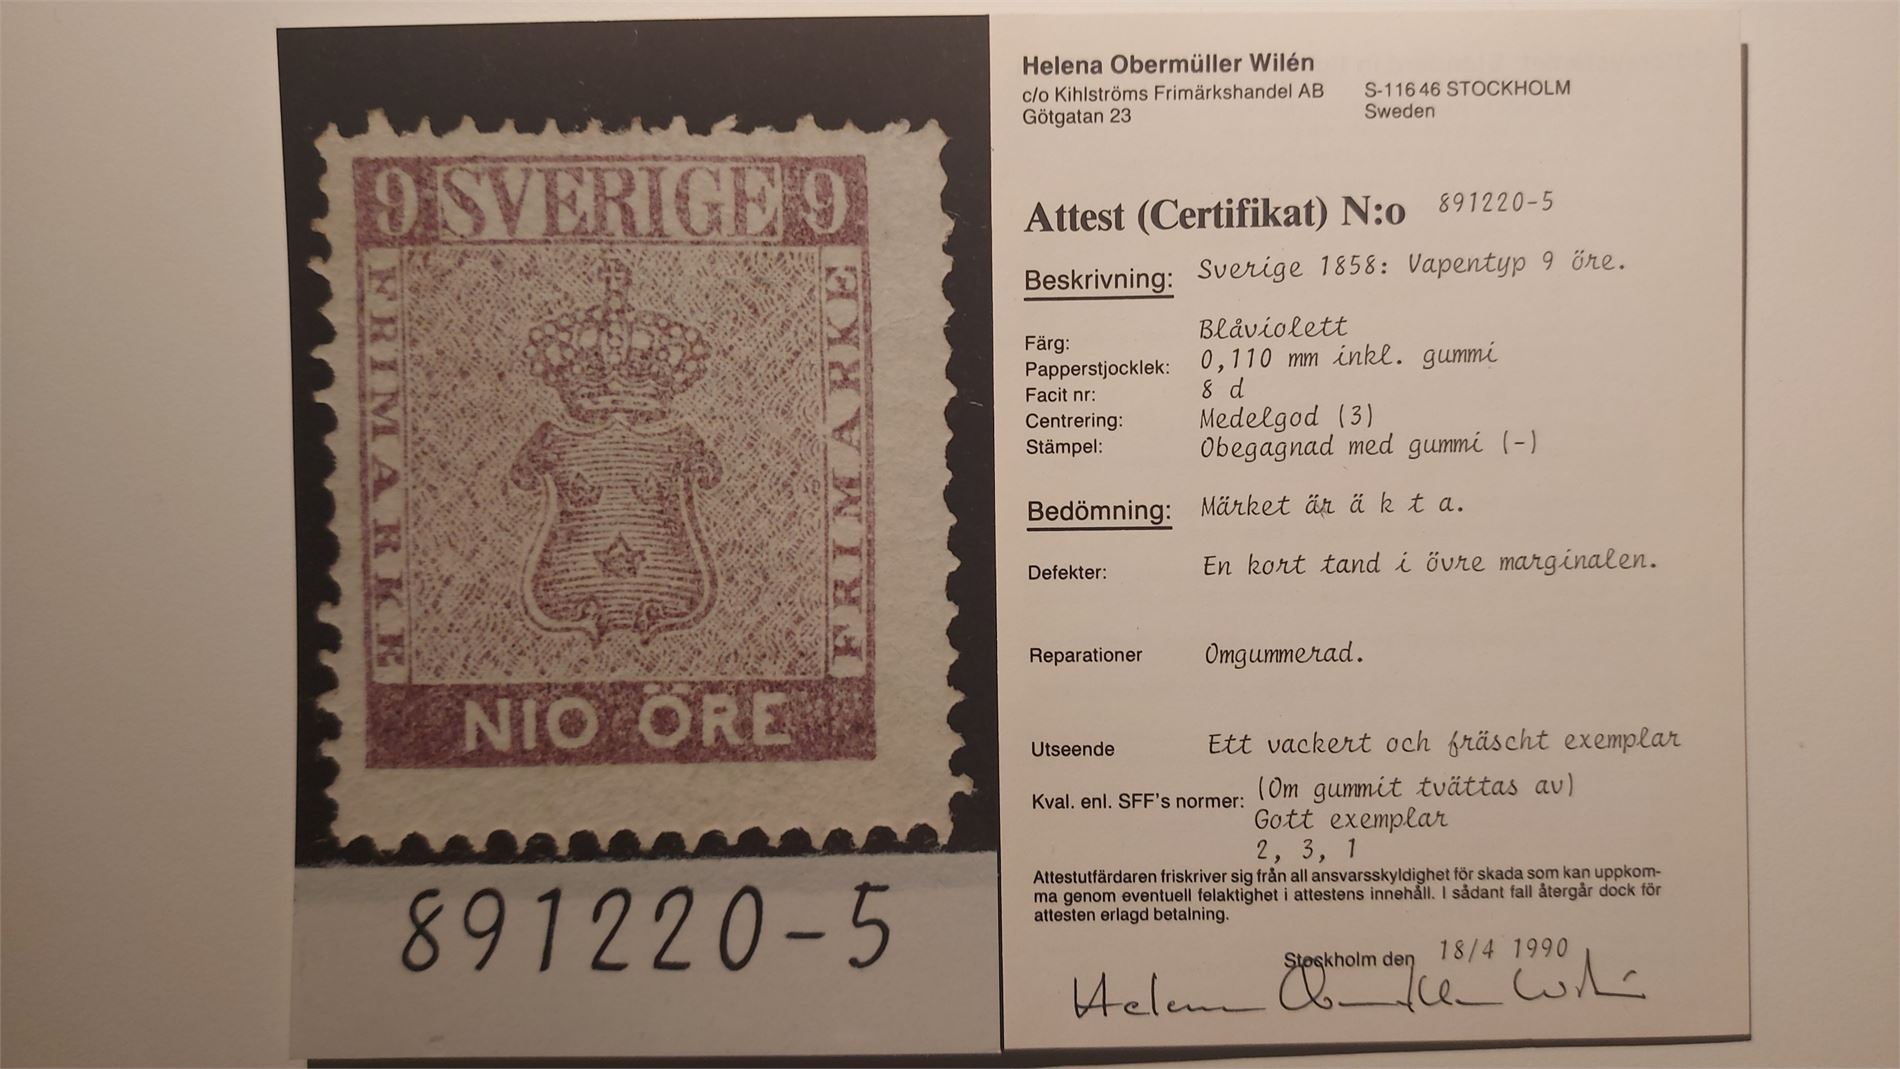 9 SVERIGE 9
FRIMARKE
FRIMARKE
NIO ÖRE
891220-5
Helena Obermüller Wilén
c/o Kihlströms Frimärkshandel AB S-116 46 STOCKHOLM
Götgatan 23 Sweden
Attest (Certifikat) N:o 891220-5
Beskrivning: Sverige 1858: Vapentyp 9 öre.
Färg: Blåviolett
Papperstjocklek: 0,110 mm inkl. gummi
Facit nr: 8 d
Centrering: Medelgod (3)
Stämpel: Obegagnad med gummi (-)
Bedömning: Märket är ä k t a.
Defekter: En kort tand i övre marginalen.
Reparationer Omgummerad.
Utseende Ett vackert och fräscht exemplar
Kval. enl. SFF's normer: (Om gummit tvättas av)
Gott exemplar
2, 3, 1
Attestutfärdaren friskriver sig från all ansvarsskyldighet för skada som kan uppkom-
ma genom eventuell felaktighet i attestens innehåll. I sådant fall återgår dock för
attesten erlagd betalning.
Stockholm den 18/4 1990
Helena Obermüller Wilén